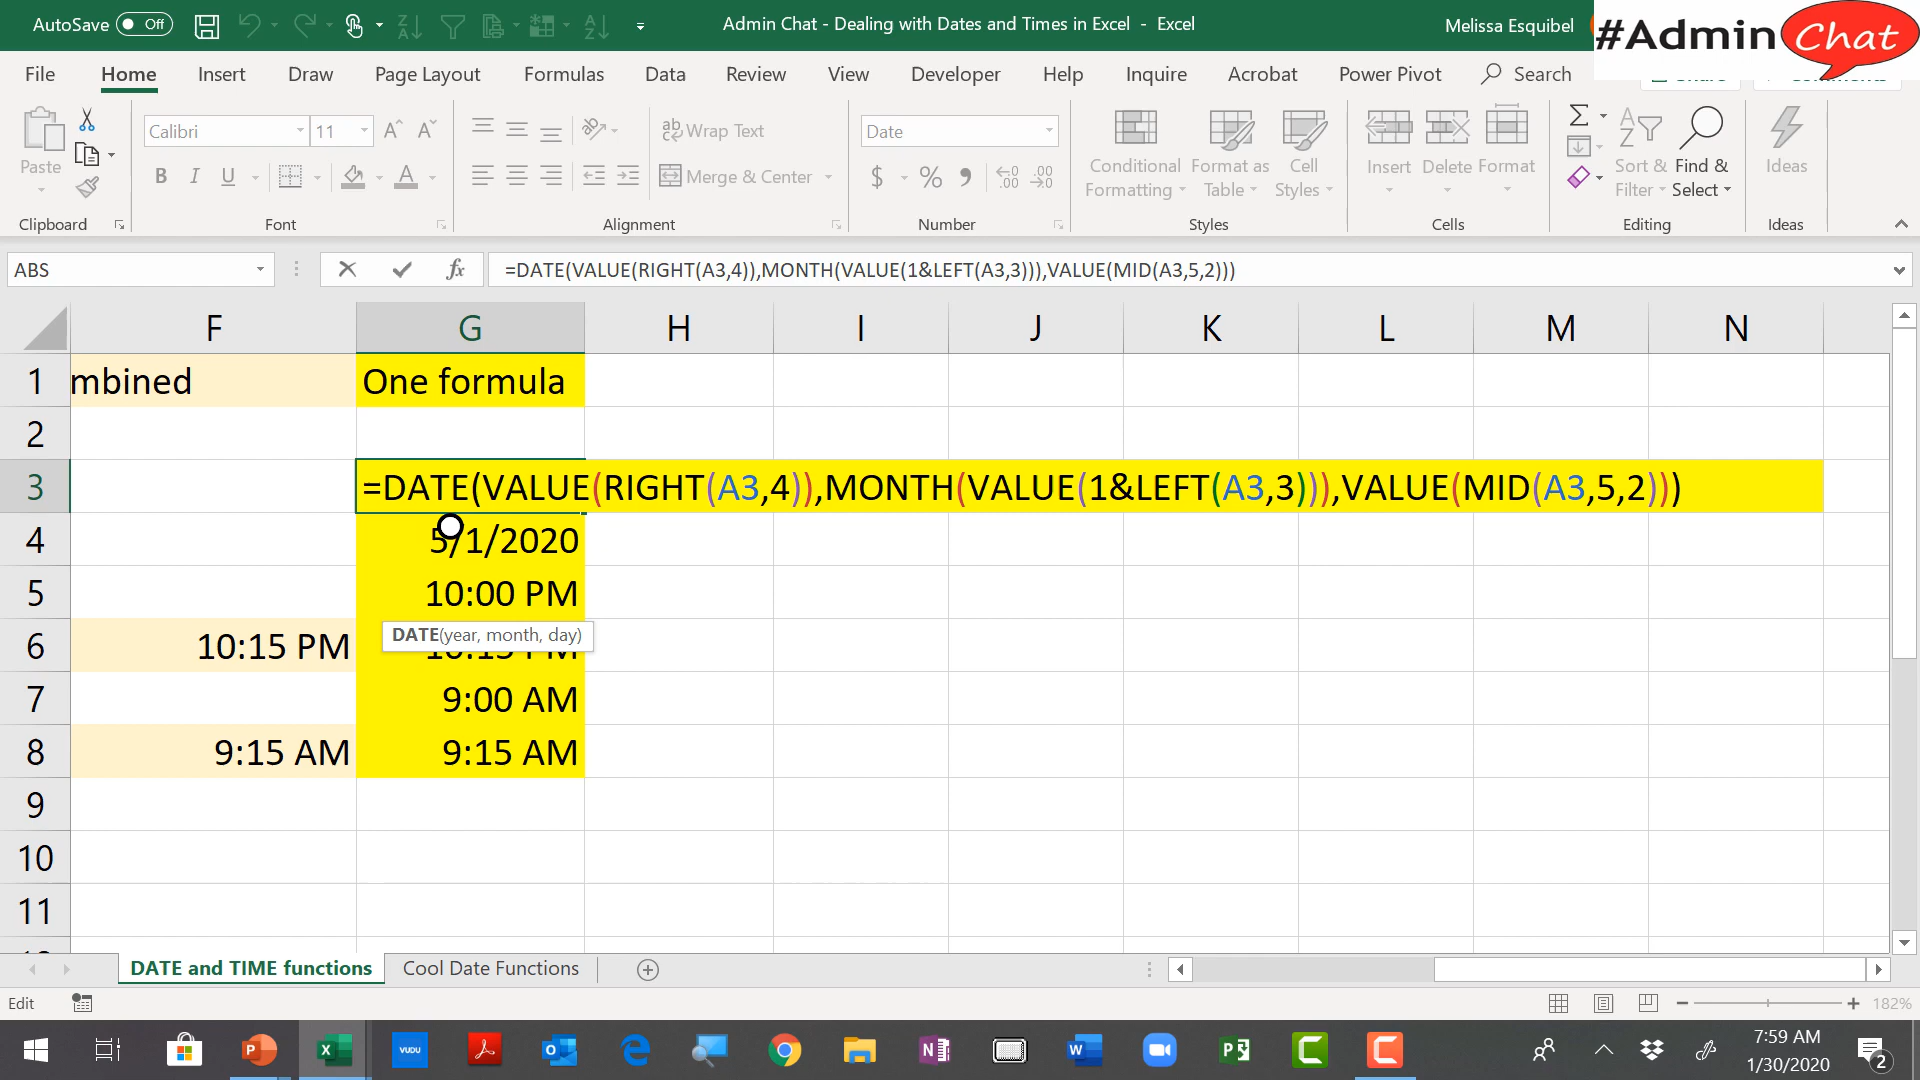 AutoSave Off
Admin Chat - Dealing with Dates and Times in Excel - Excel
Melissa Esquibel
#Admin Chat
File Home Insert Draw Page Layout Formulas Data Review View Developer Help Inquire Acrobat Power Pivot Search
Paste
Calibri 11
B I U
ab Wrap Text
Merge & Center
Date
$ % ,
Conditional Formatting
Format as Table
Cell Styles
Insert Delete Format
Sort & Filter
Find & Select
Ideas
Clipboard Font Alignment Number Styles Cells Editing Ideas
ABS
fx
=DATE(VALUE(RIGHT(A3,4)),MONTH(VALUE(1&LEFT(A3,3))),VALUE(MID(A3,5,2)))
F G H I J K L M N
1 mbined One formula
2
3 =DATE(VALUE(RIGHT(A3,4)),MONTH(VALUE(1&LEFT(A3,3))),VALUE(MID(A3,5,2)))
4 5/1/2020
5 10:00 PM
DATE(year, month, day)
6 10:15 PM
7 9:00 AM
8 9:15 AM 9:15 AM
9
10
11
DATE and TIME functions Cool Date Functions
Edit
182%
VUDU
7:59 AM
1/30/2020
2